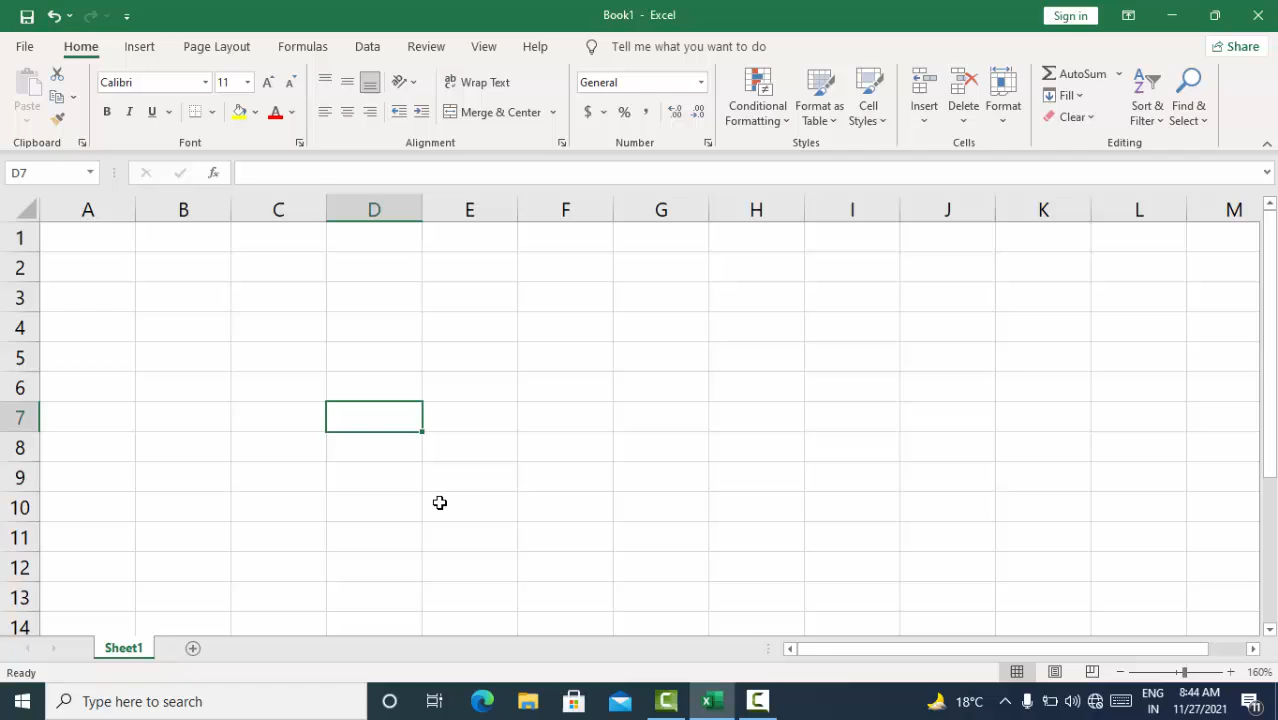 Book1 - Excel
Sign in
File Home Insert Page Layout Formulas Data Review View Help Tell me what you want to do Share
Paste
Calibri 11
B I U A
Wrap Text
Merge & Center
General
$ % ,
Conditional Formatting
Format as Table
Cell Styles
Insert
Delete
Format
AutoSum
Fill
Clear
Sort & Filter
Find & Select
Clipboard Font Alignment Number Styles Cells Editing
D7 fx
A B C D E F G H I J K L M
1
2
3
4
5
6
7
8
9
10
11
12
13
14
Sheet1
Ready 160%
Type here to search
18°C
ENG
IN
8:44 AM
11/27/2021
11